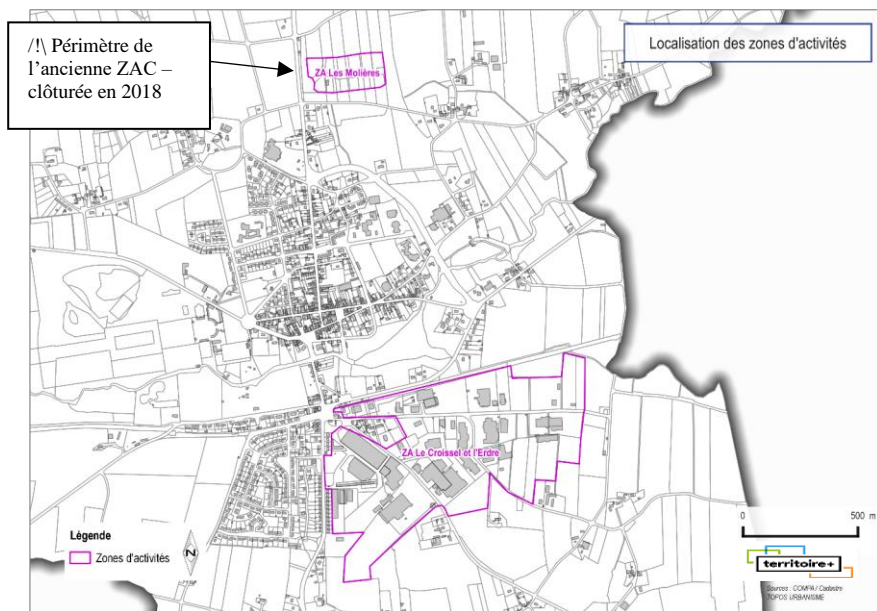 /!\ Périmètre de
l'ancienne ZAC –
clôturée en 2018
Localisation des zones d'activités
ZA Les Molières
ZA Le Croissel et l'Erdre
Légende
Zones d'activités
N
0 500 m
territoire+
Sources : COMPA / Cadastre
TOPOS URBANISME